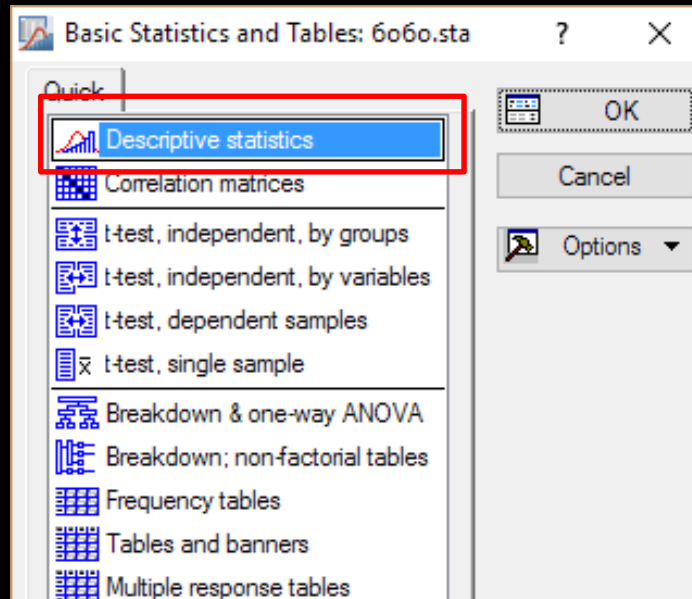 Basic Statistics and Tables: бобо.sta ? ×
Quick
Descriptive statistics
Correlation matrices
t-test, independent, by groups
t-test, independent, by variables
t-test, dependent samples
t-test, single sample
Breakdown & one-way ANOVA
Breakdown; non-factorial tables
Frequency tables
Tables and banners
Multiple response tables
OK
Cancel
Options